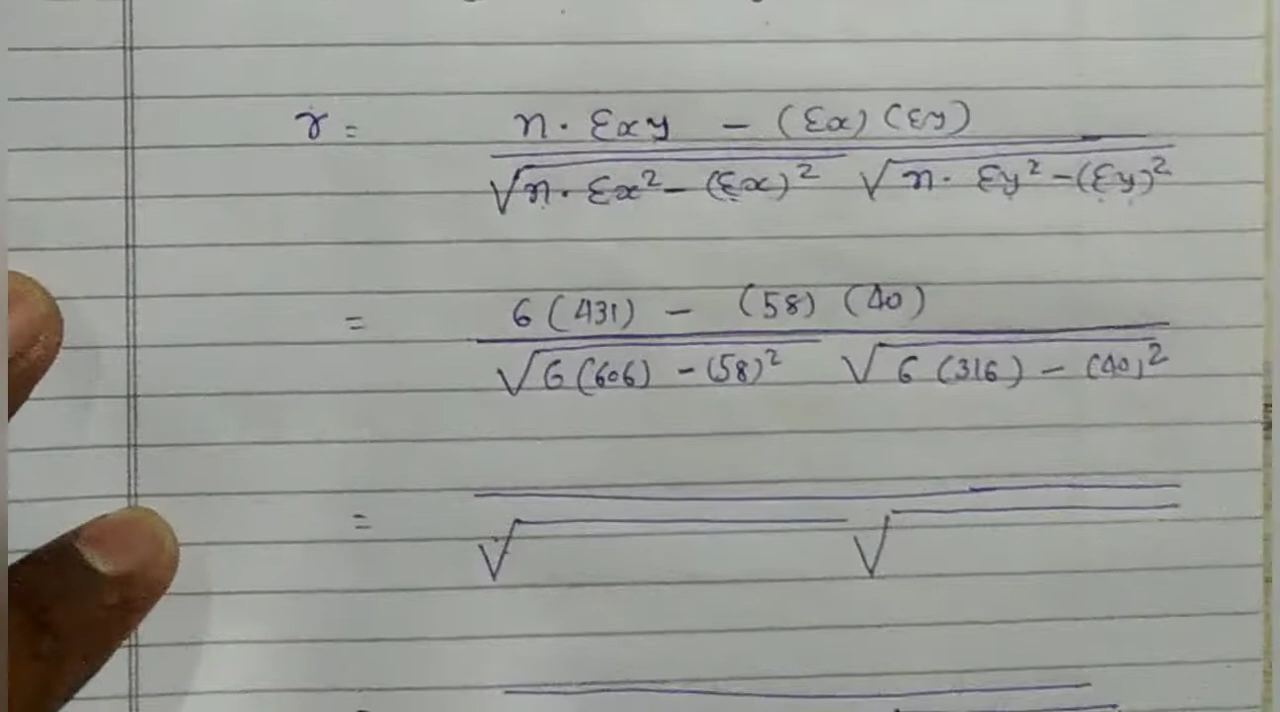 r = n · Σxy − (Σx) (Σy)
√n · Σx² − (Σx)² √n · Σy² − (Σy)²
= 6 (431) − (58) (40)
√6 (606) − (58)² √6 (316) − (40)²
= √ √